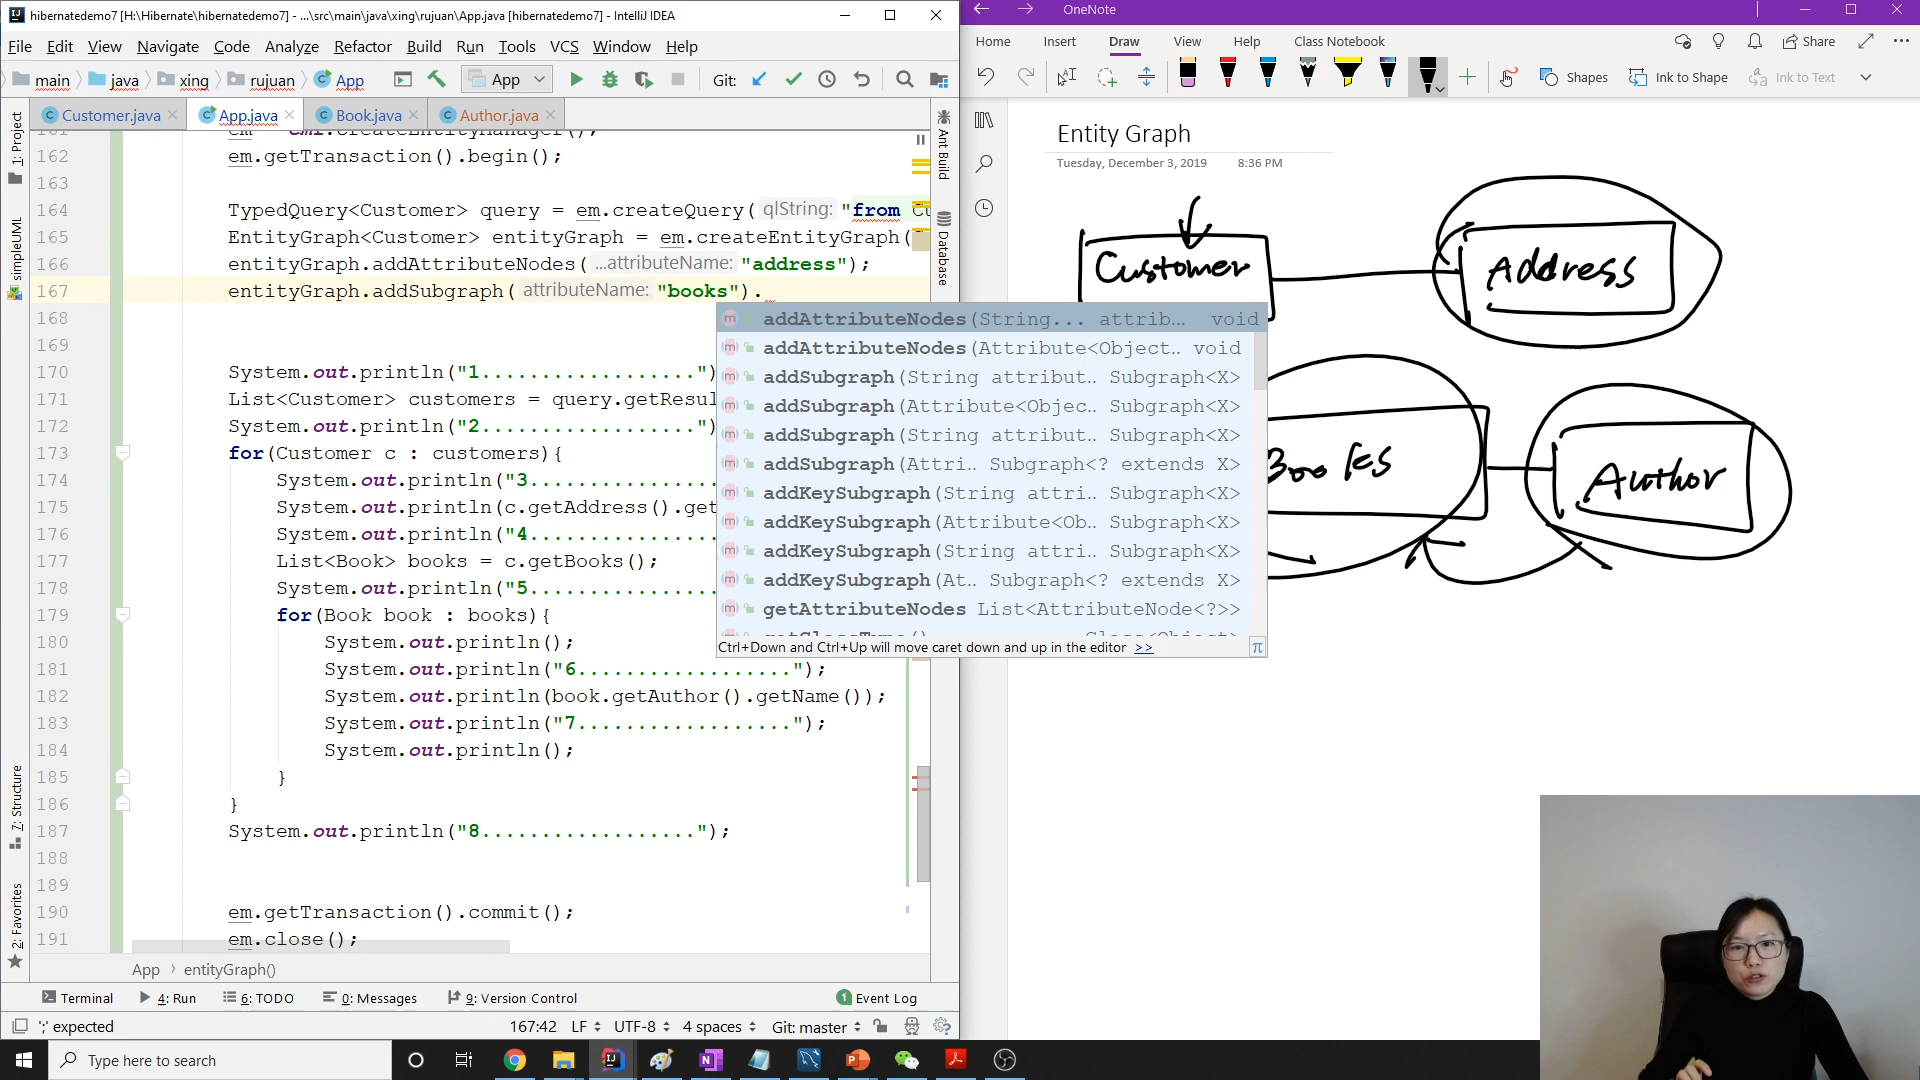 hibernatedemo7 [H:\Hibernate\hibernatedemo7] - ...\src\main\java\xing\rujuan\App.java [hibernatedemo7] - IntelliJ IDEA
File Edit View Navigate Code Analyze Refactor Build Run Tools VCS Window Help
main java xing rujuan App App Git:
Customer.java App.java Book.java Author.java
1: Project
simpleUML
7: Structure
2: Favorites
162 em.getTransaction().begin();
163
164 TypedQuery<Customer> query = em.createQuery( qlString: "from
165 EntityGraph<Customer> entityGraph = em.createEntityGraph(
166 entityGraph.addAttributeNodes( ...attributeName: "address");
167 entityGraph.addSubgraph( attributeName: "books").
168
169
170 System.out.println("1..................")
171 List<Customer> customers = query.getResul
172 System.out.println("2..................")
173 for(Customer c : customers){
174 System.out.println("3................
175 System.out.println(c.getAddress().get
176 System.out.println("4................
177 List<Book> books = c.getBooks();
178 System.out.println("5................
179 for(Book book : books){
180 System.out.println();
181 System.out.println("6..................");
182 System.out.println(book.getAuthor().getName());
183 System.out.println("7..................");
184 System.out.println();
185 }
186 }
187 System.out.println("8..................");
188
189
190 em.getTransaction().commit();
191 em.close();
addAttributeNodes(String... attrib... void
addAttributeNodes(Attribute<Object.. void
addSubgraph(String attribut.. Subgraph<X>
addSubgraph(Attribute<Objec.. Subgraph<X>
addSubgraph(String attribut.. Subgraph<X>
addSubgraph(Attri.. Subgraph<? extends X>
addKeySubgraph(String attri.. Subgraph<X>
addKeySubgraph(Attribute<Ob.. Subgraph<X>
addKeySubgraph(String attri.. Subgraph<X>
addKeySubgraph(At.. Subgraph<? extends X>
getAttributeNodes List<AttributeNode<?>>
Ctrl+Down and Ctrl+Up will move caret down and up in the editor >> π
Ant Build
Database
App › entityGraph()
Terminal 4: Run 6: TODO 0: Messages 9: Version Control 1 Event Log
';' expected 167:42 LF UTF-8 4 spaces Git: master
OneNote
Home Insert Draw View Help Class Notebook Share
Shapes Ink to Shape Ink to Text
Entity Graph
Tuesday, December 3, 2019 8:36 PM
Customer
Address
Books
Author
Type here to search